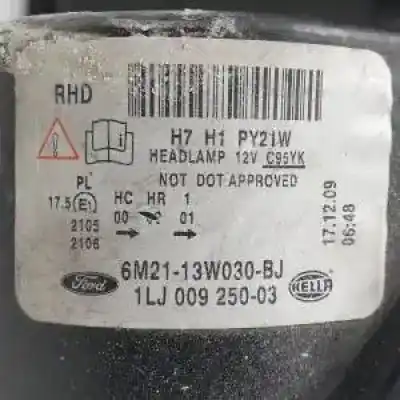 RHD
H7 H1 PY21W
HEADLAMP 12V C95YK
NOT DOT APPROVED
PL
17.5 E1 HC HR 1
2105 00 01
2106
17.12.09
06:48
Ford
6M21-13W030-BJ
1LJ 009 250-03
HELLA